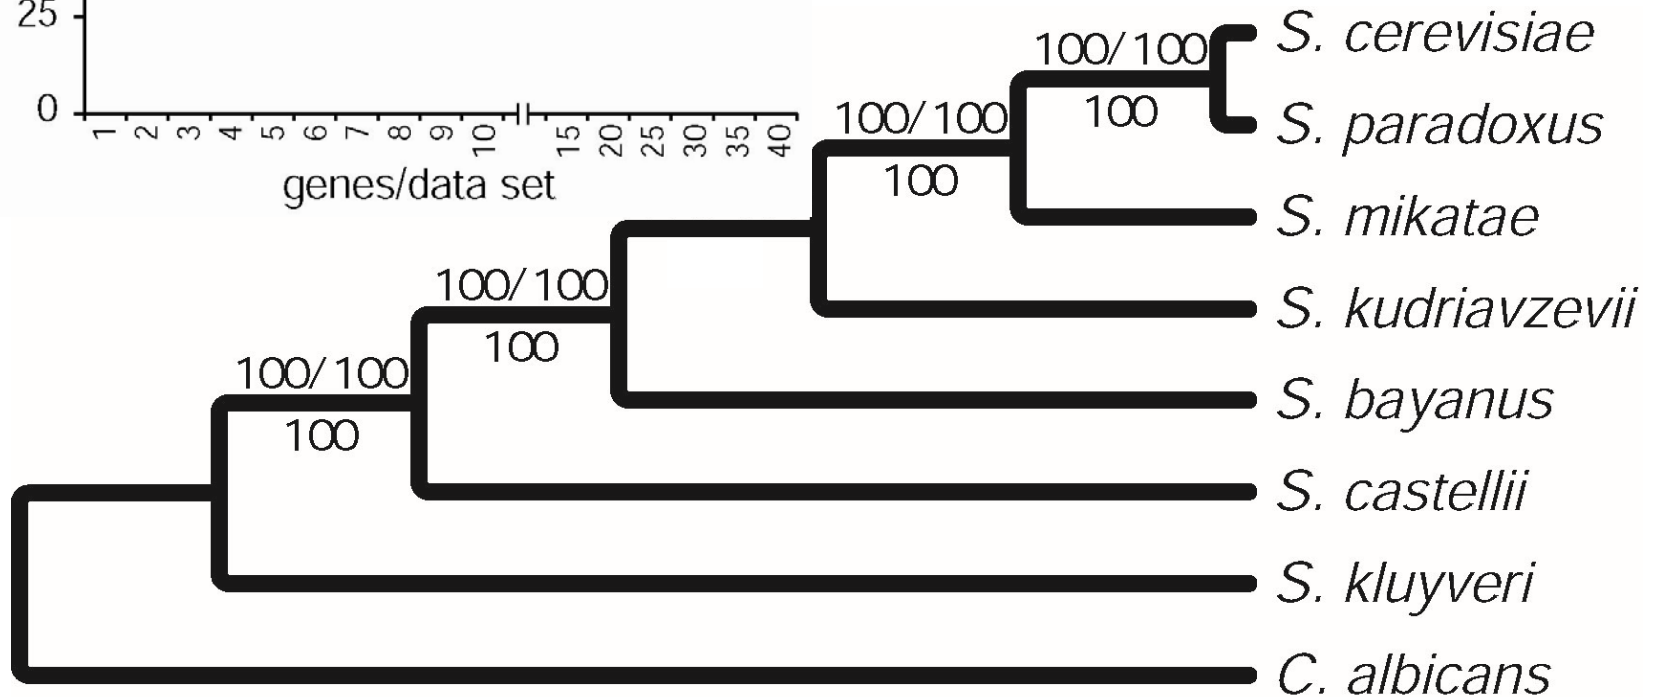 25
0
1 2 3 4 5 6 7 8 9 10 15 20 25 30 35 40
genes/data set
100/100
100
100/100
100
100/100
100
100/100
100
S. cerevisiae
S. paradoxus
S. mikatae
S. kudriavzevii
S. bayanus
S. castellii
S. kluyveri
C. albicans